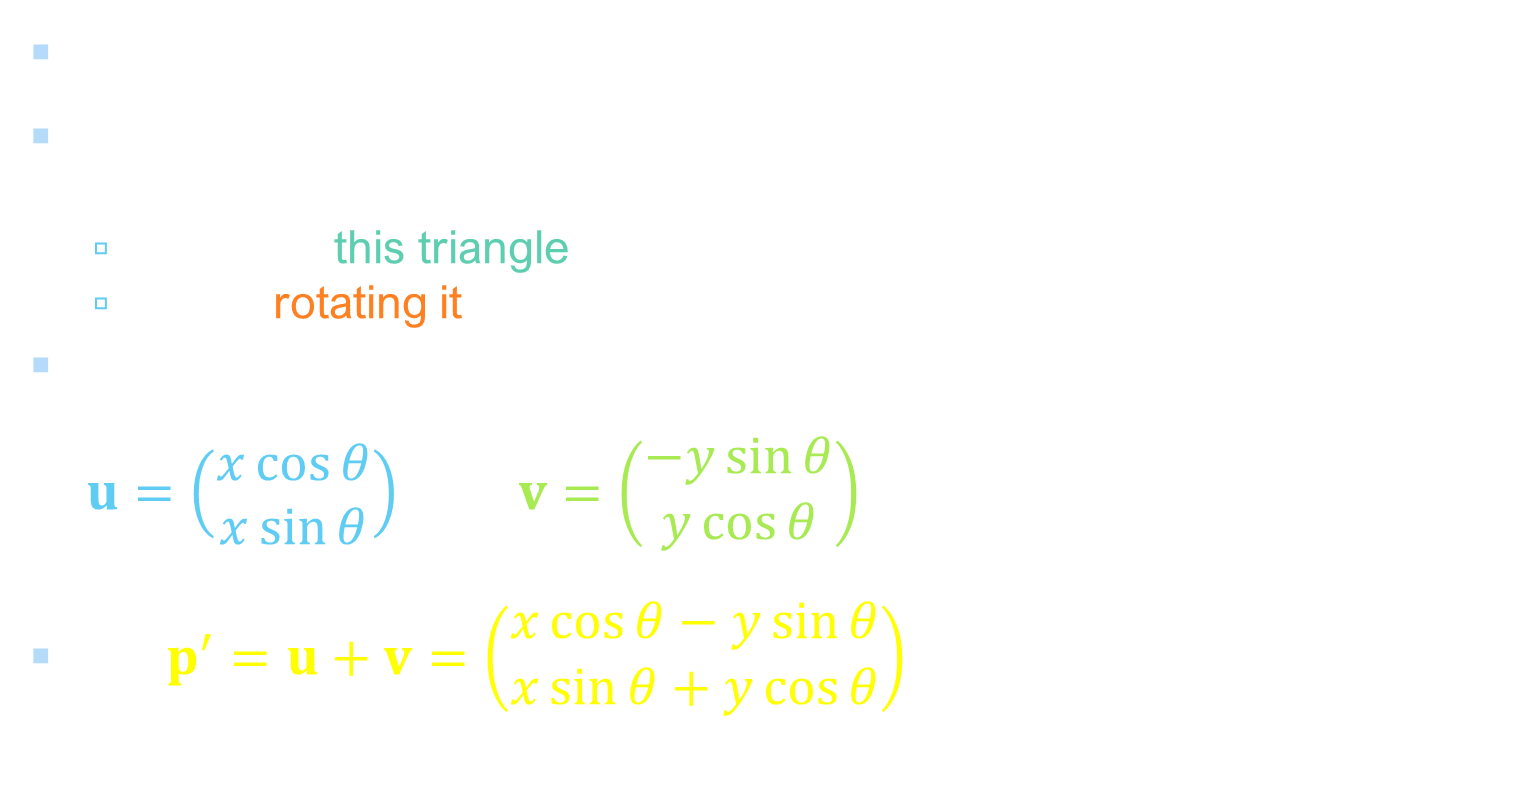 this triangle
rotating it
𝐮 = (x cos θ
x sin θ) 𝐯 = (−y sin θ
y cos θ)
𝐩′ = 𝐮 + 𝐯 = (x cos θ − y sin θ
x sin θ + y cos θ)